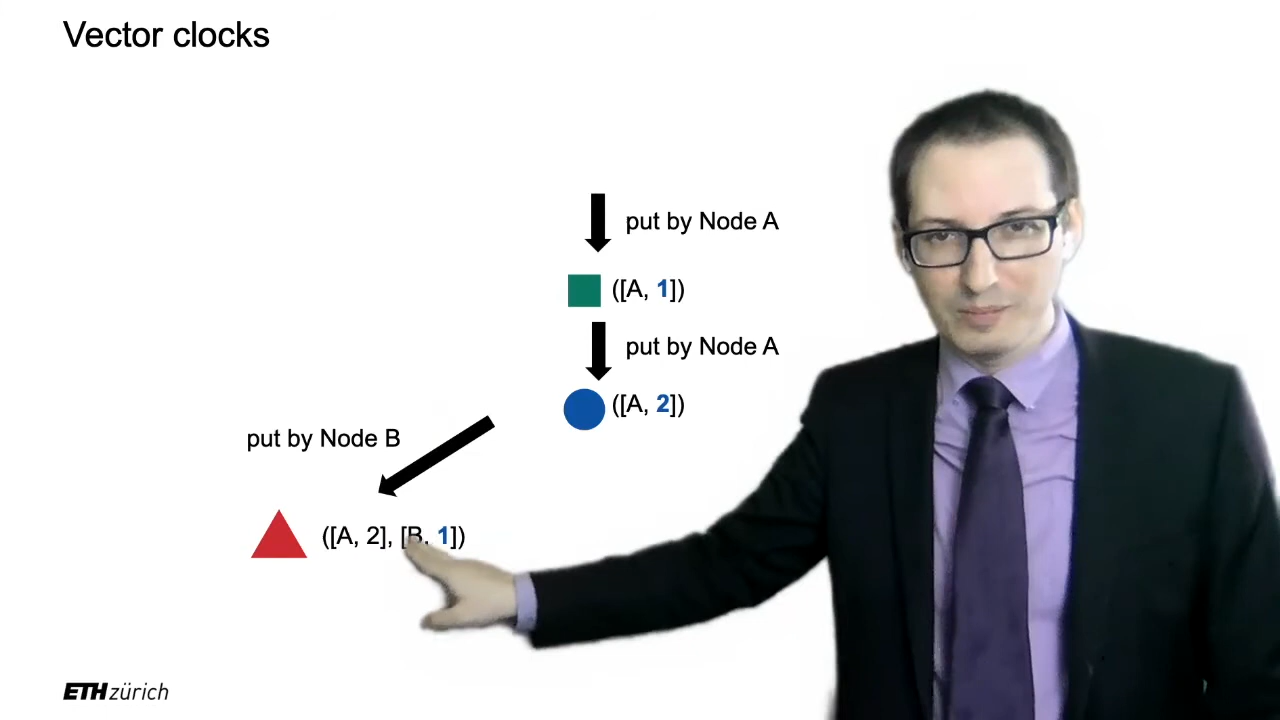 Vector clocks
put by Node A
([A, 1])
put by Node A
([A, 2])
put by Node B
([A, 2], [B, 1])
ETH zürich